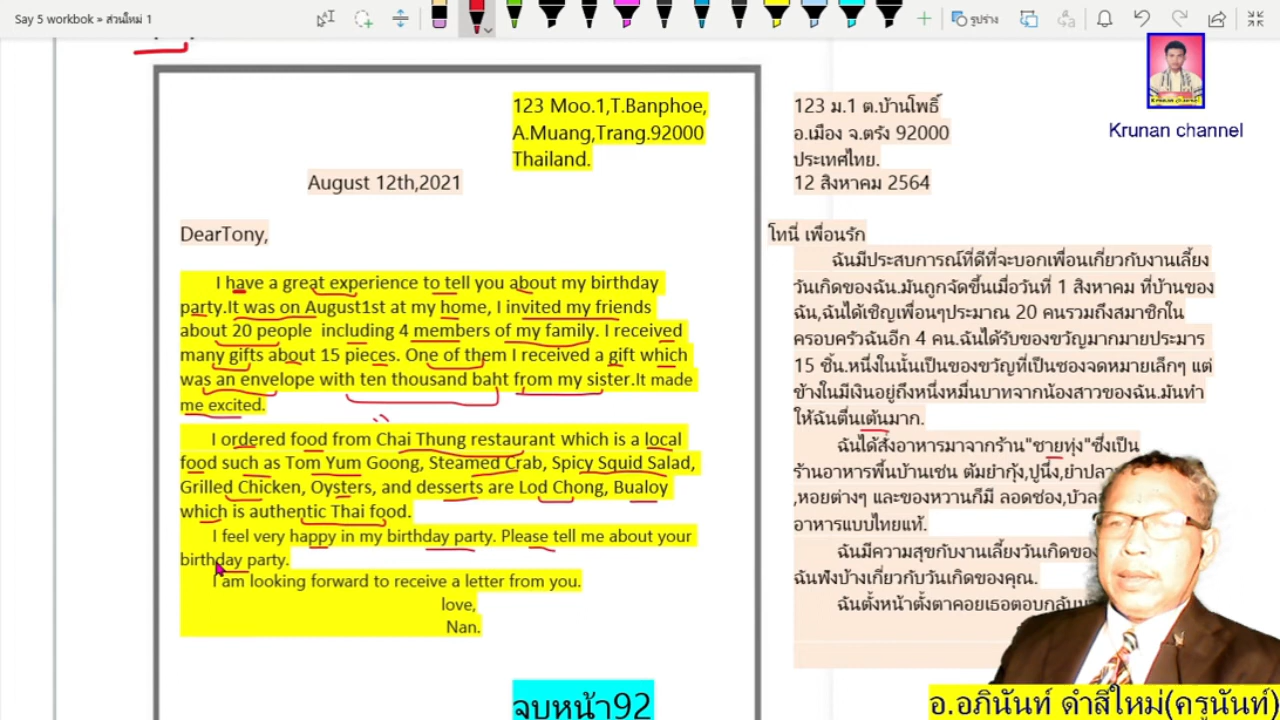 Say 5 workbok » ส่วนใหม่ 1
รูปร่าง
123 Moo.1,T.Banphoe,
A.Muang,Trang.92000
Thailand.
August 12th,2021
DearTony,
I have a great experience to tell you about my birthday
party.It was on August1st at my home, I invited my friends
about 20 people including 4 members of my family. I received
many gifts about 15 pieces. One of them I received a gift which
was an envelope with ten thousand baht from my sister.It made
me excited.
I ordered food from Chai Thung restaurant which is a local
food such as Tom Yum Goong, Steamed Crab, Spicy Squid Salad,
Grilled Chicken, Oysters, and desserts are Lod Chong, Bualoy
which is authentic Thai food.
I feel very happy in my birthday party. Please tell me about your
birthday party.
I am looking forward to receive a letter from you.
love,
Nan.
จบหน้า92
123 ม.1 ต.บ้านโพธิ์
อ.เมือง จ.ตรัง 92000
ประเทศไทย.
12 สิงหาคม 2564
โทนี่ เพื่อนรัก
ฉันมีประสบการณ์ที่ดีที่จะบอกเพื่อนเกี่ยวกับงานเลี้ยง
วันเกิดของฉัน.มันถูกจัดขึ้นเมื่อวันที่ 1 สิงหาคม ที่บ้านของ
ฉัน,ฉันได้เชิญเพื่อนๆประมาณ 20 คนรวมถึงสมาชิกใน
ครอบครัวฉันอีก 4 คน.ฉันได้รับของขวัญมากมายประมาร
15 ชิ้น.หนึ่งในนั้นเป็นของขวัญที่เป็นซองจดหมายเล็กๆ แต่
ข้างในมีเงินอยู่ถึงหนึ่งหมื่นบาทจากน้องสาวของฉัน.มันทำ
ให้ฉันตื่นเต้นมาก.
ฉันได้สั่งอาหารมาจากร้าน"ชายทุ่ง"ซึ่งเป็น
ร้านอาหารพื้นบ้านเช่น ต้มยำกุ้ง,ปูนึ่ง,ยำปลา
,หอยต่างๆ และของหวานก็มี ลอดช่อง,บัวล
อาหารแบบไทยแท้.
ฉันมีความสุขกับงานเลี้ยงวันเกิดของ
ฉันฟังบ้างเกี่ยวกับวันเกิดของคุณ.
ฉันตั้งหน้าตั้งตาคอยเธอตอบกลับ
Krunan channel
อ.อภินันท์ ดำสีใหม่(ครูนันท์)